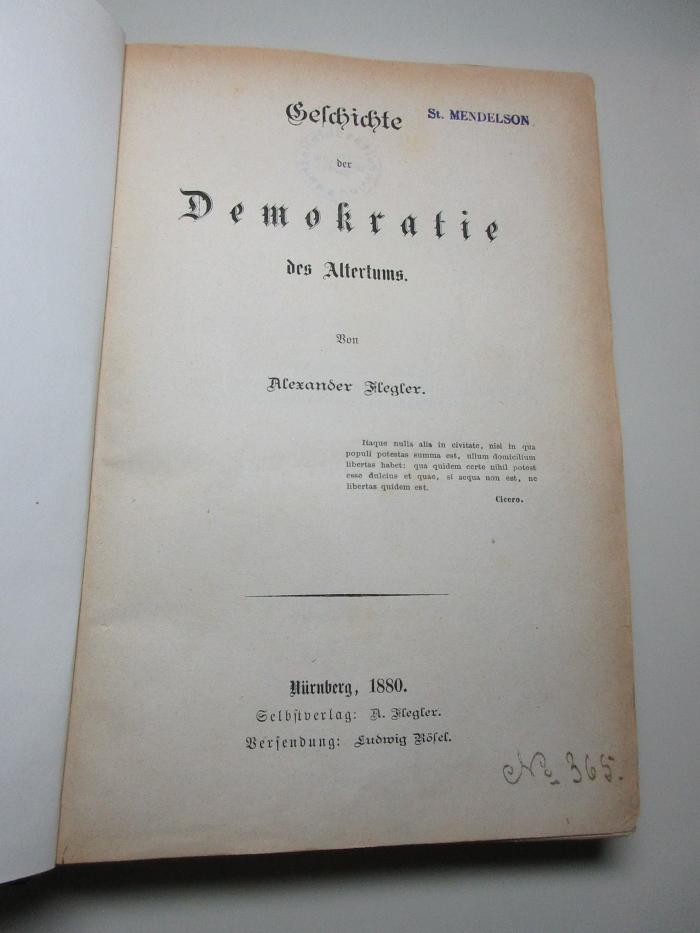 Geſchichte
St. MENDELSON
der
Demokratie
des Altertums.
Von
Alexander Flegler.
Itaque nulla alia in civitate, nisi in qua
populi potestas summa est, ullum domicilium
libertas habet: qua quidem certe nihil potest
esse dulcius et quae, si aequa non est, ne
libertas quidem est.
Cicero.
Nürnberg, 1880.
Selbſtverlag: A. Flegler.
Verſendung: Ludwig Röſel.
No. 365.